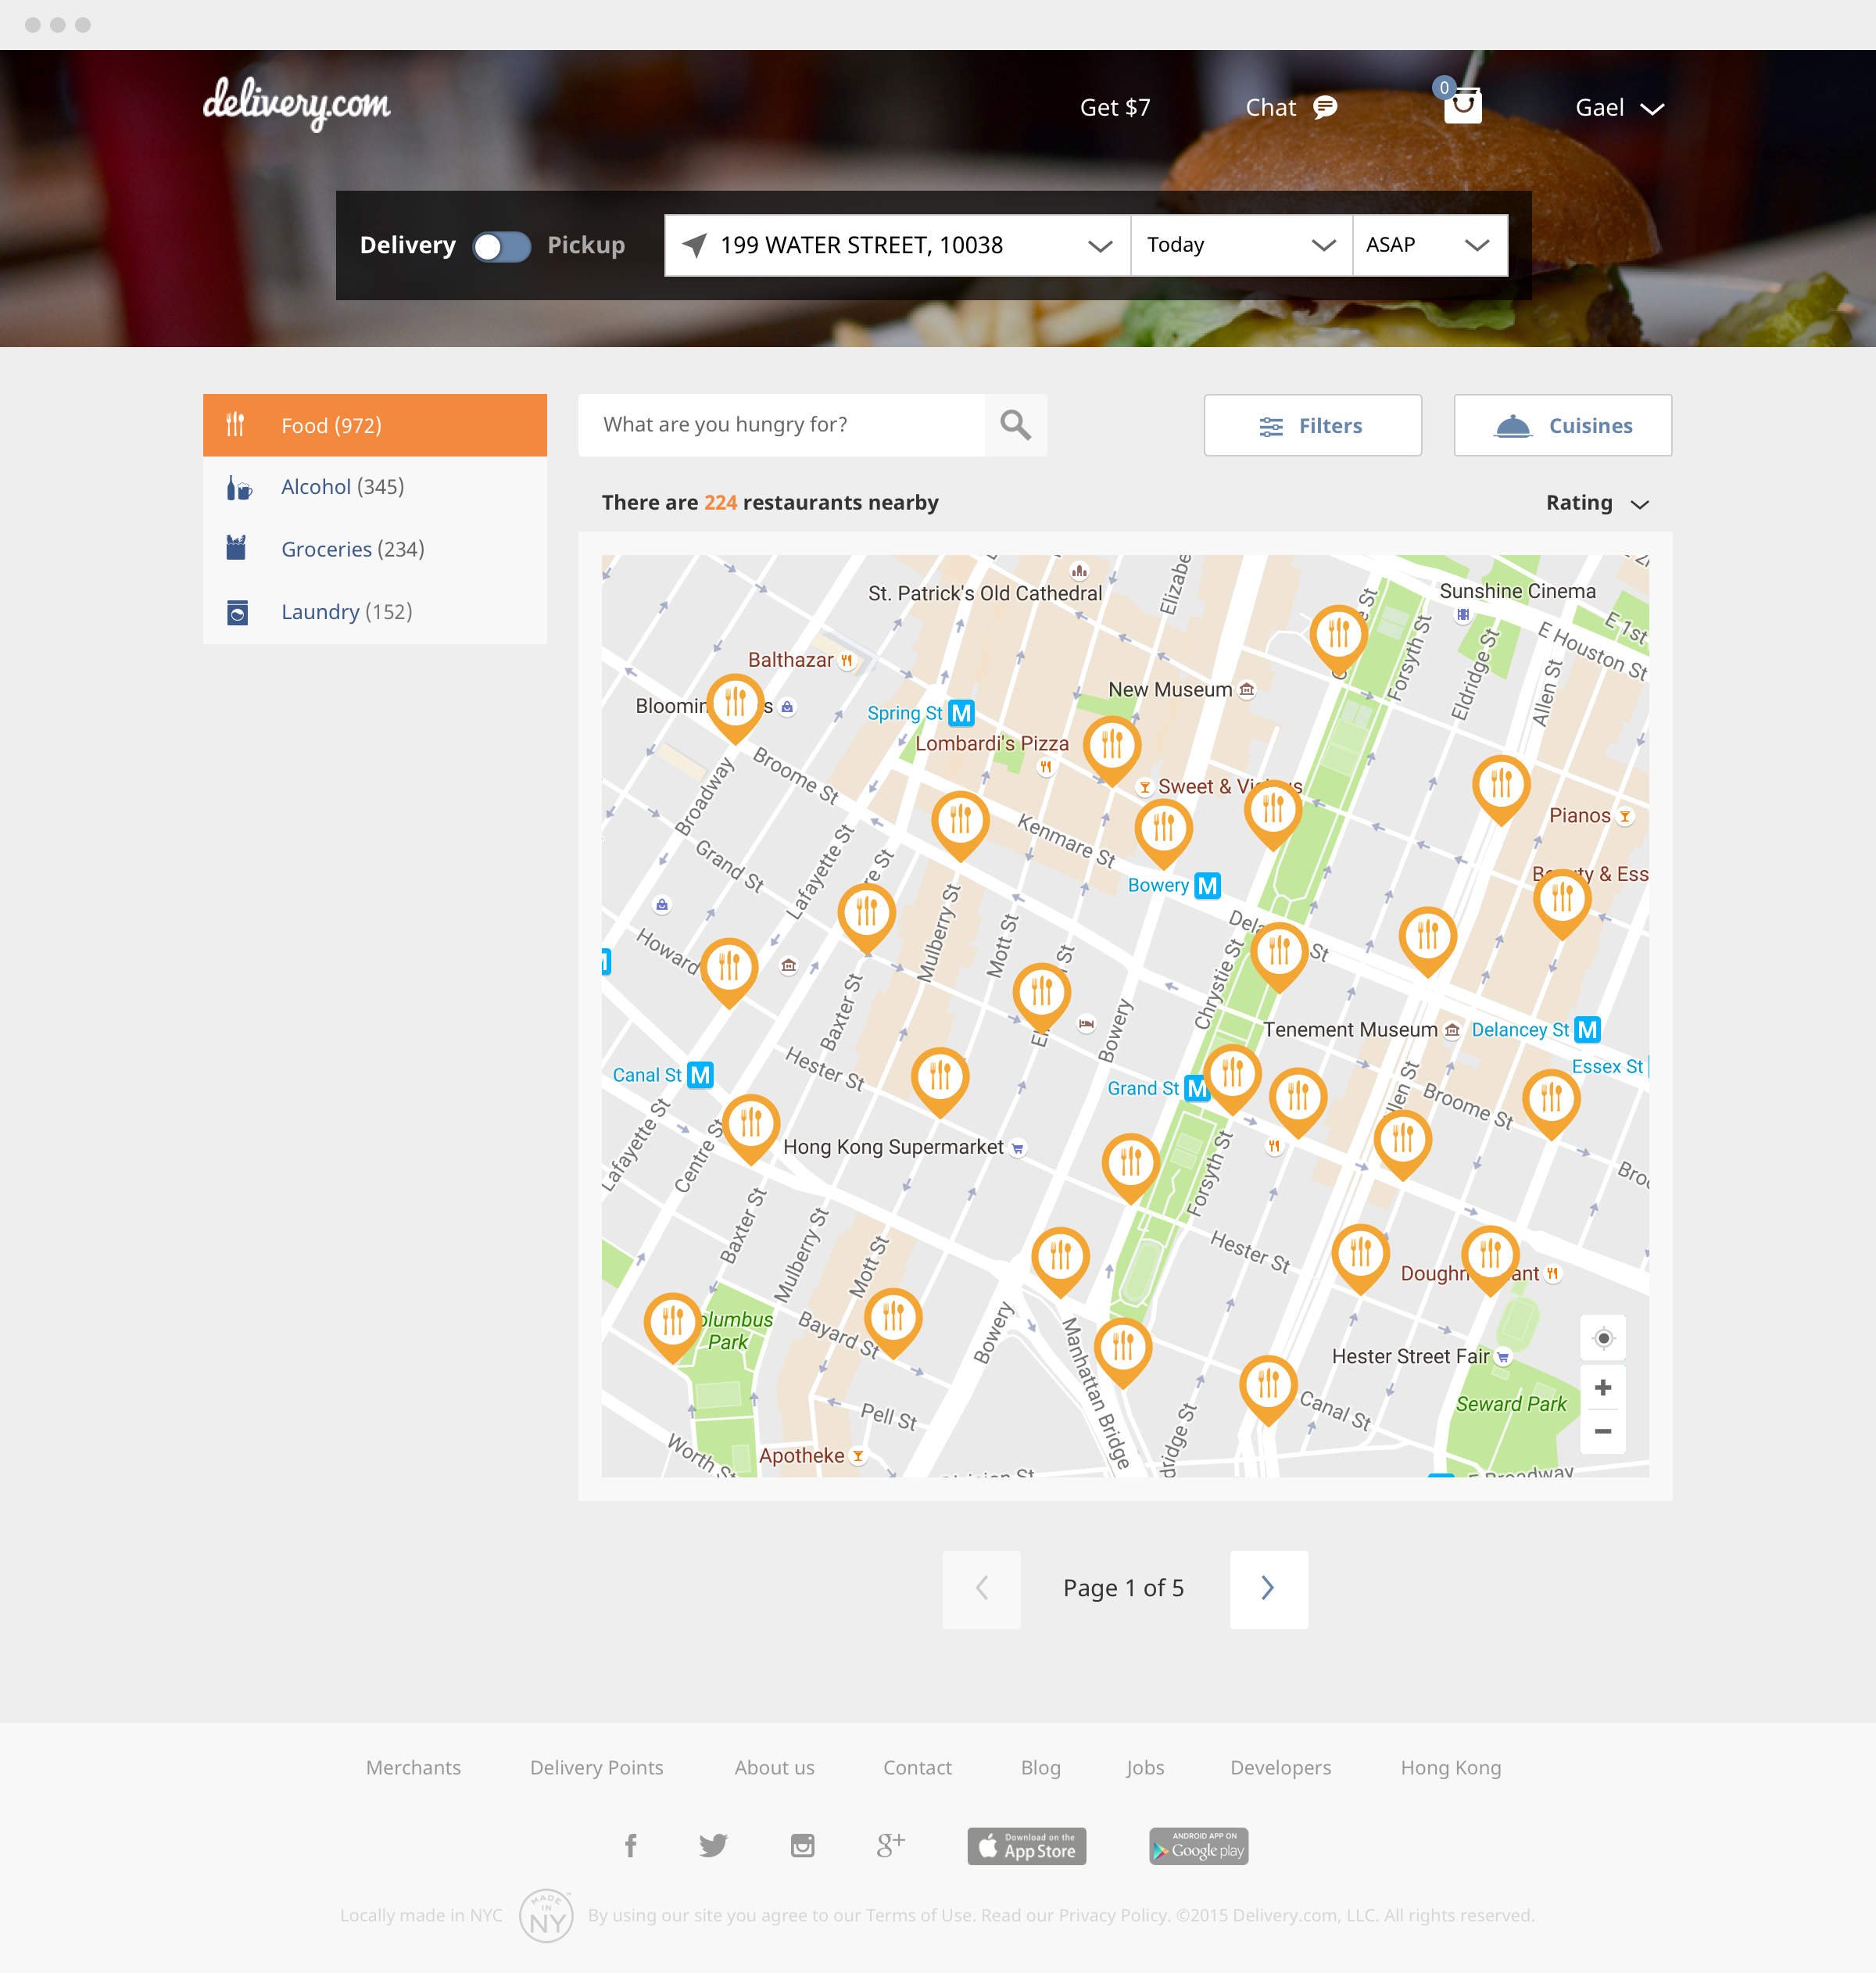 delivery.com
Get $7
Chat
0
Gael
Delivery
Pickup
199 WATER STREET, 10038
Today
ASAP
Food (972)
Alcohol (345)
Groceries (234)
Laundry (152)
What are you hungry for?
Filters
Cuisines
There are 224 restaurants nearby
Rating
St. Patrick's Old Cathedral
Sunshine Cinema
E 1st
E Houston St
Forsyth St
Eldridge St
Allen St
Balthazar
New Museum
Spring St M
Lombardi's Pizza
Broome St
Broadway
Sweet &
Pianos
Kenmare St
Grand St
Lafayette St
Bowery M
& Ess
Mulberry St
Mott St
Howard
St
Chrystie St
Baxter St
Bowery
Tenement Museum
Delancey St M
Essex St
Canal St M
Hester St
Grand St M
Broome St
Lafayette St
Centre St
Hong Kong Supermarket
Forsyth St
Baxter St
Mulberry St
Mott St
Hester St
Park
Bayard St
Bowery
Manhattan Bridge
Hester Street Fair
Canal St
Seward Park
Pell St
Worth St
Apotheke
Page 1 of 5
Merchants
Delivery Points
About us
Contact
Blog
Jobs
Developers
Hong Kong
f
g+
Download on the
App Store
ANDROID APP ON
Google play
Locally made in NYC
MADE
IN
NY
By using our site you agree to our Terms of Use. Read our Privacy Policy. ©2015 Delivery.com, LLC. All rights reserved.